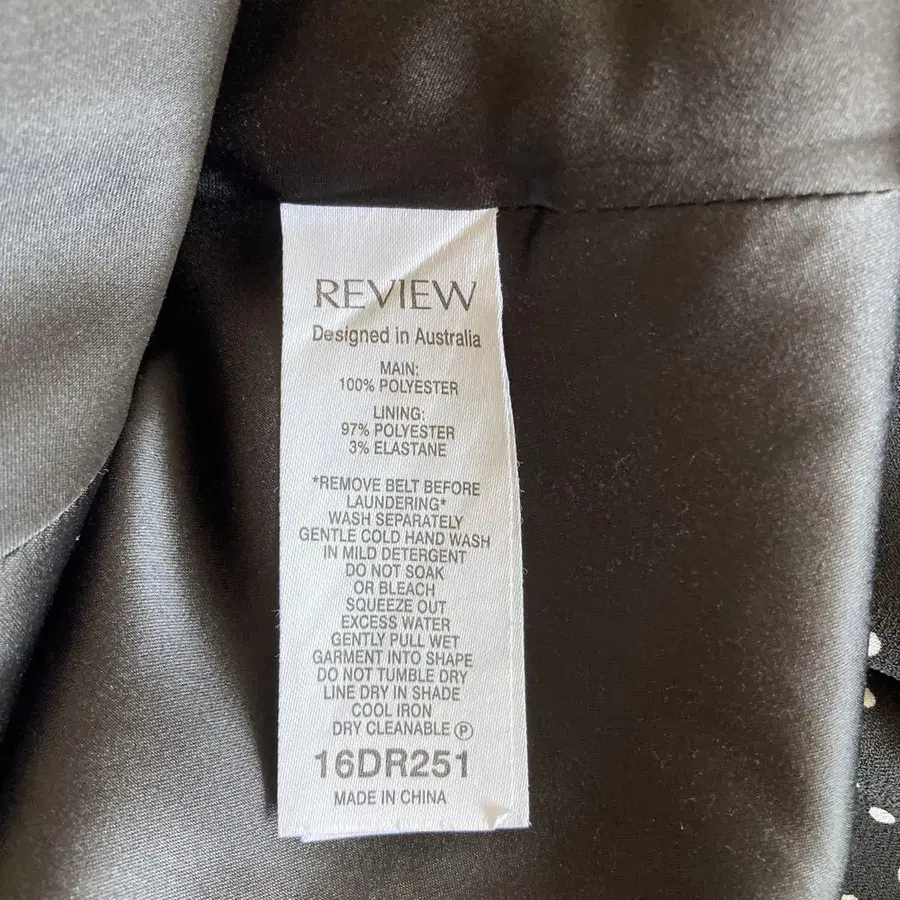 REVIEW
Designed in Australia
MAIN:
100% POLYESTER
LINING:
97% POLYESTER
3% ELASTANE
*REMOVE BELT BEFORE
LAUNDERING*
WASH SEPARATELY
GENTLE COLD HAND WASH
IN MILD DETERGENT
DO NOT SOAK
OR BLEACH
SQUEEZE OUT
EXCESS WATER
GENTLY PULL WET
GARMENT INTO SHAPE
DO NOT TUMBLE DRY
LINE DRY IN SHADE
COOL IRON
DRY CLEANABLE Ⓟ
16DR251
MADE IN CHINA